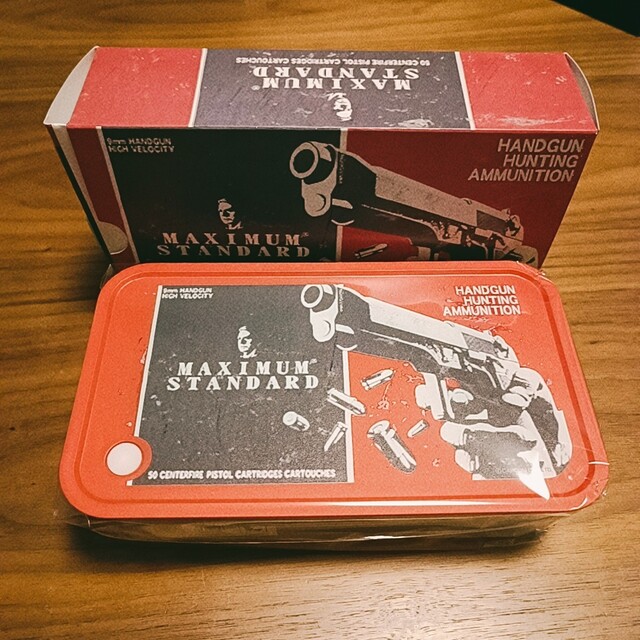 50 CENTERFIRE PISTOL CARTRIDGES CARTOUCHES
MAXIMUM
STANDARD
9mm HANDGUN
HIGH VELOCITY
HANDGUN
HUNTING
AMMUNITION
MAXIMUM
STANDARD
9mm HANDGUN
HIGH VELOCITY
HANDGUN
HUNTING
AMMUNITION
MAXIMUM
STANDARD
50 CENTERFIRE PISTOL CARTRIDGES CARTOUCHES